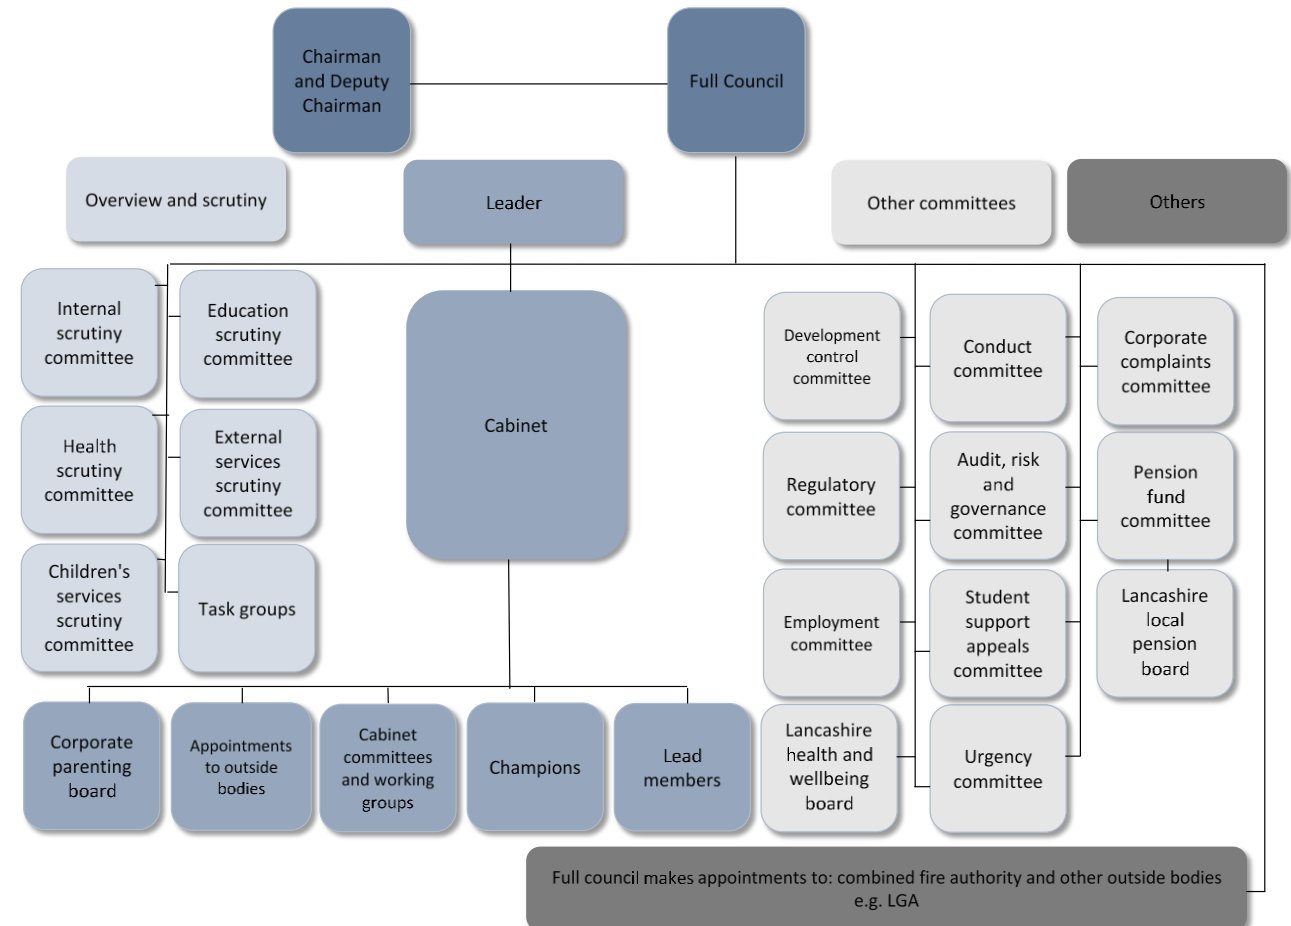 Chairman
and Deputy
Chairman
Full Council
Overview and scrutiny
Leader
Other committees
Others
Internal
scrutiny
committee
Education
scrutiny
committee
Health
scrutiny
committee
External
services
scrutiny
committee
Children's
services
scrutiny
committee
Task groups
Cabinet
Development
control
committee
Conduct
committee
Corporate
complaints
committee
Regulatory
committee
Audit, risk
and
governance
committee
Pension
fund
committee
Employment
committee
Student
support
appeals
committee
Lancashire
local
pension
board
Lancashire
health and
wellbeing
board
Urgency
committee
Corporate
parenting
board
Appointments
to outside
bodies
Cabinet
committees
and working
groups
Champions
Lead
members
Full council makes appointments to: combined fire authority and other outside bodies
e.g. LGA